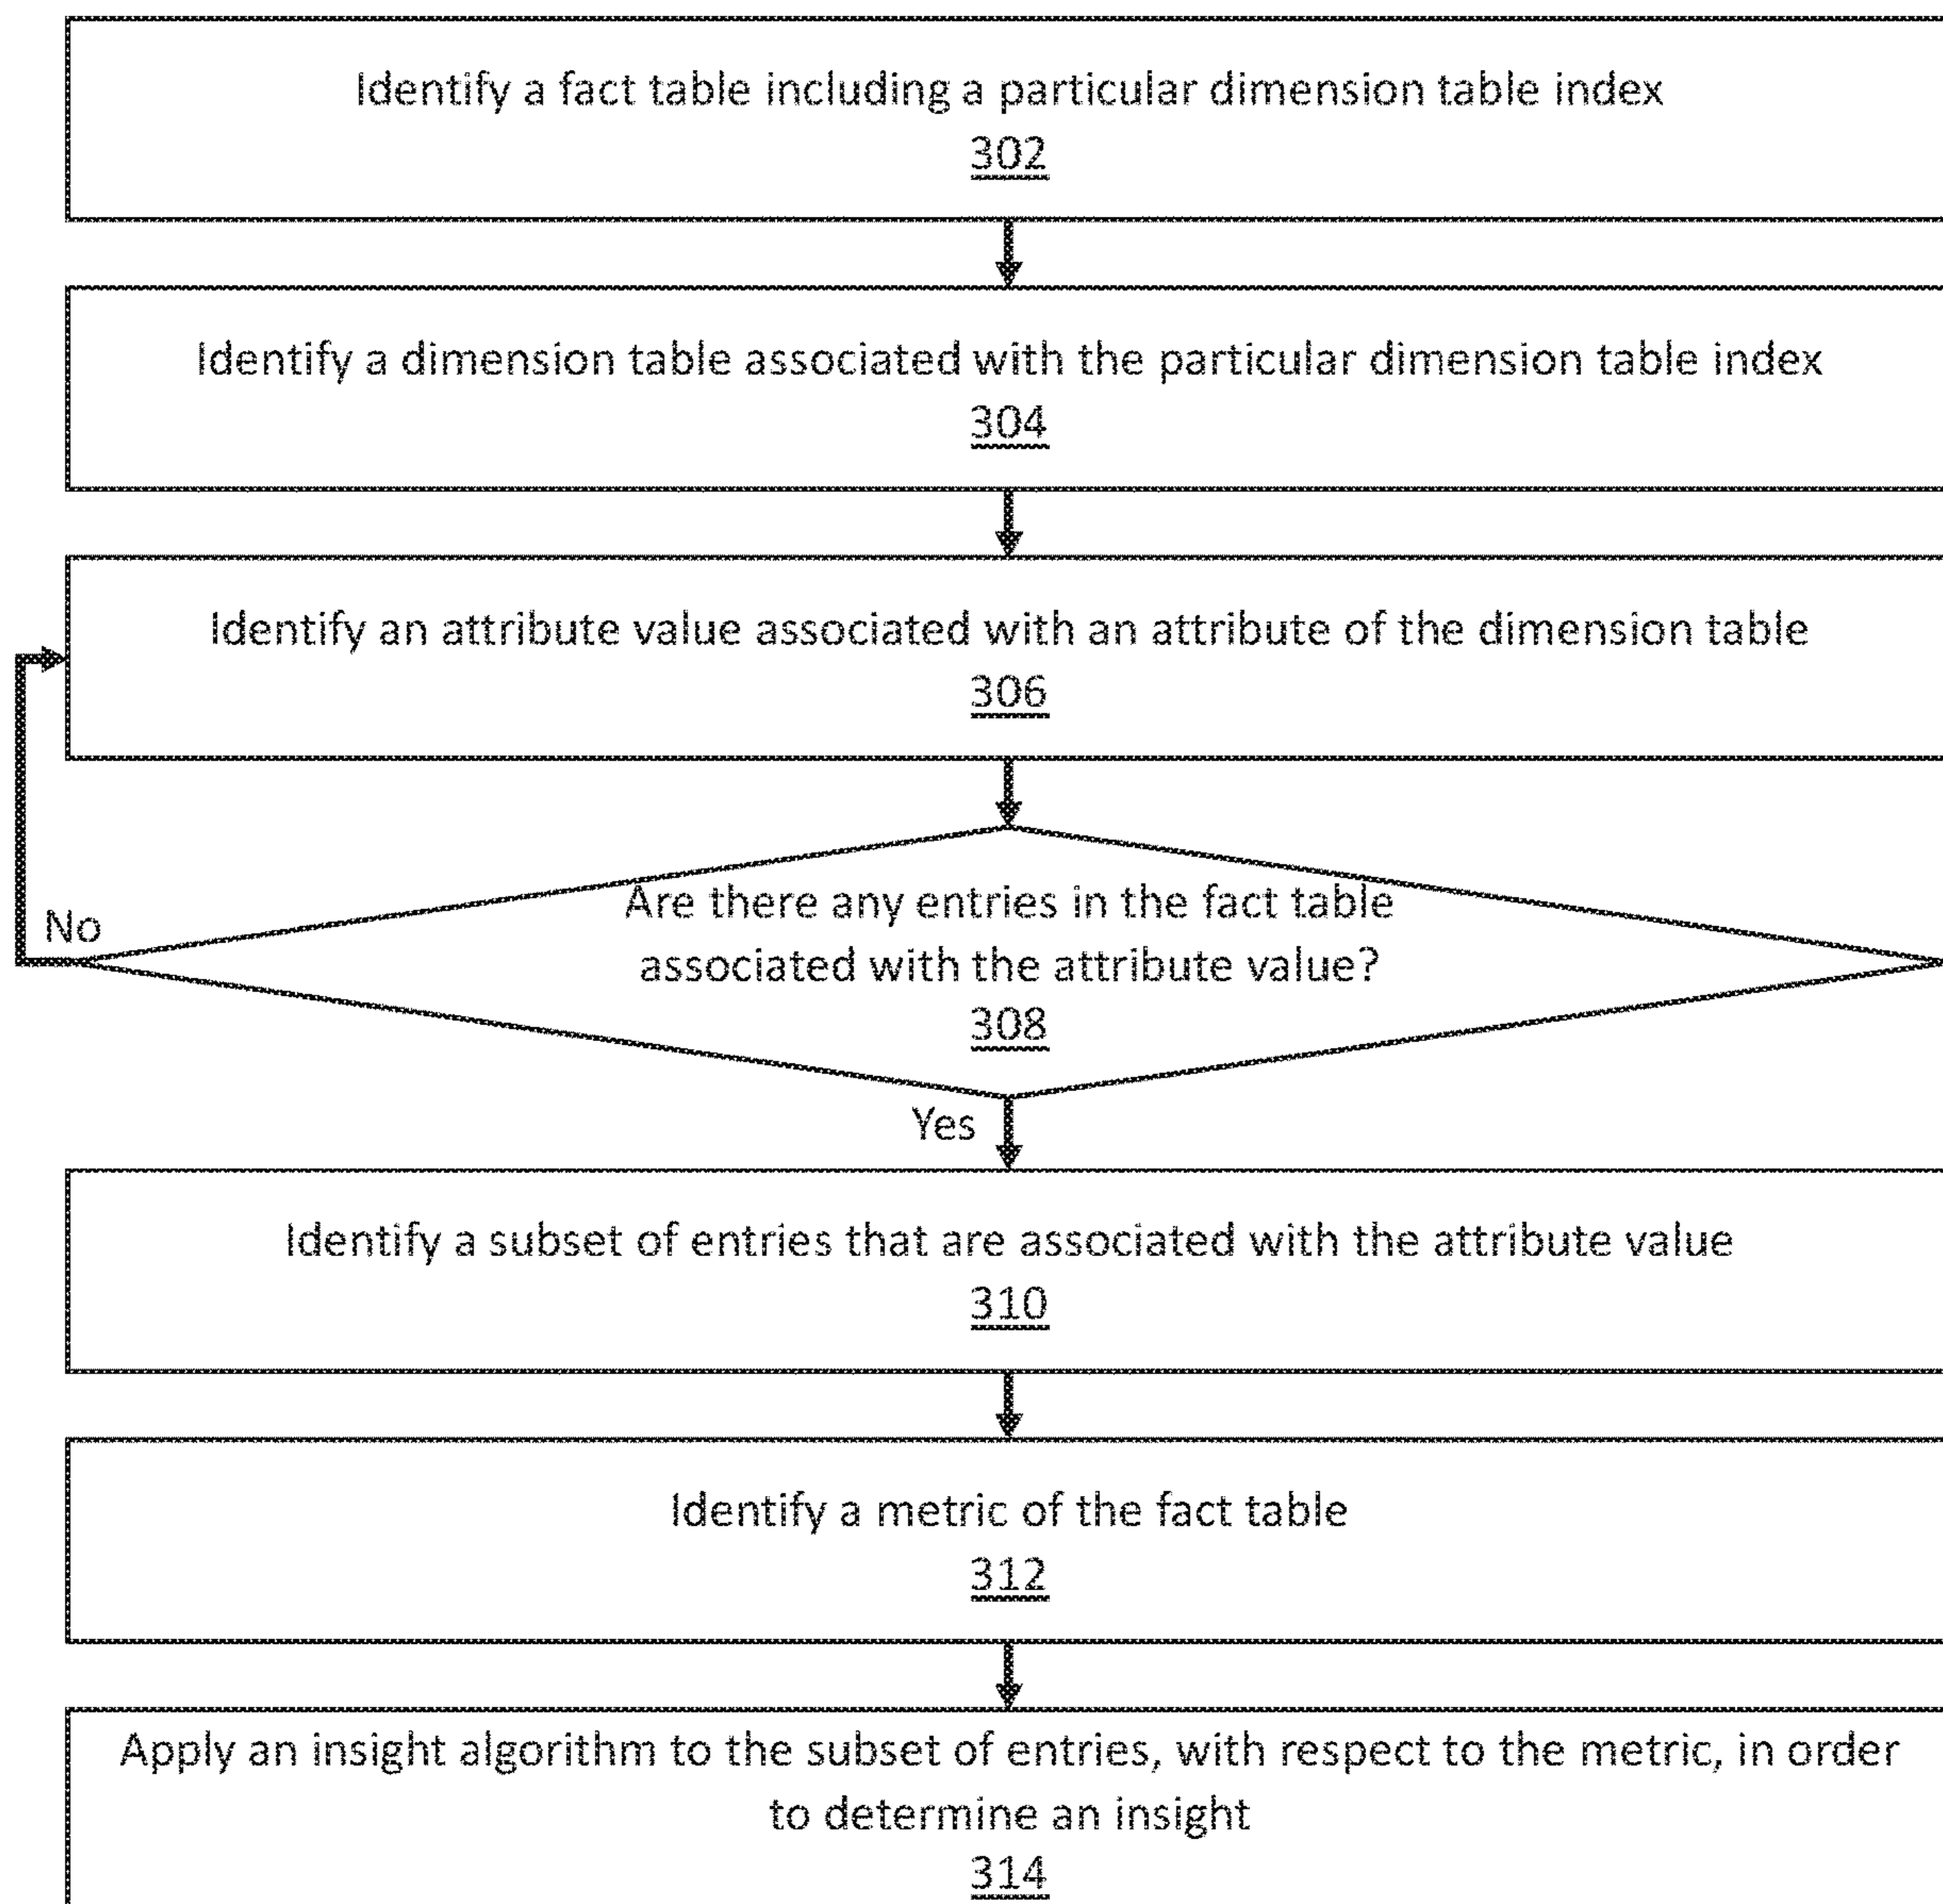 Identify a fact table including a particular dimension table index
302
Identify a dimension table associated with the particular dimension table index
304
Identify an attribute value associated with an attribute of the dimension table
306
Are there any entries in the fact table
associated with the attribute value?
308
No
Yes
Identify a subset of entries that are associated with the attribute value
310
Identify a metric of the fact table
312
Apply an insight algorithm to the subset of entries, with respect to the metric, in order
to determine an insight
314